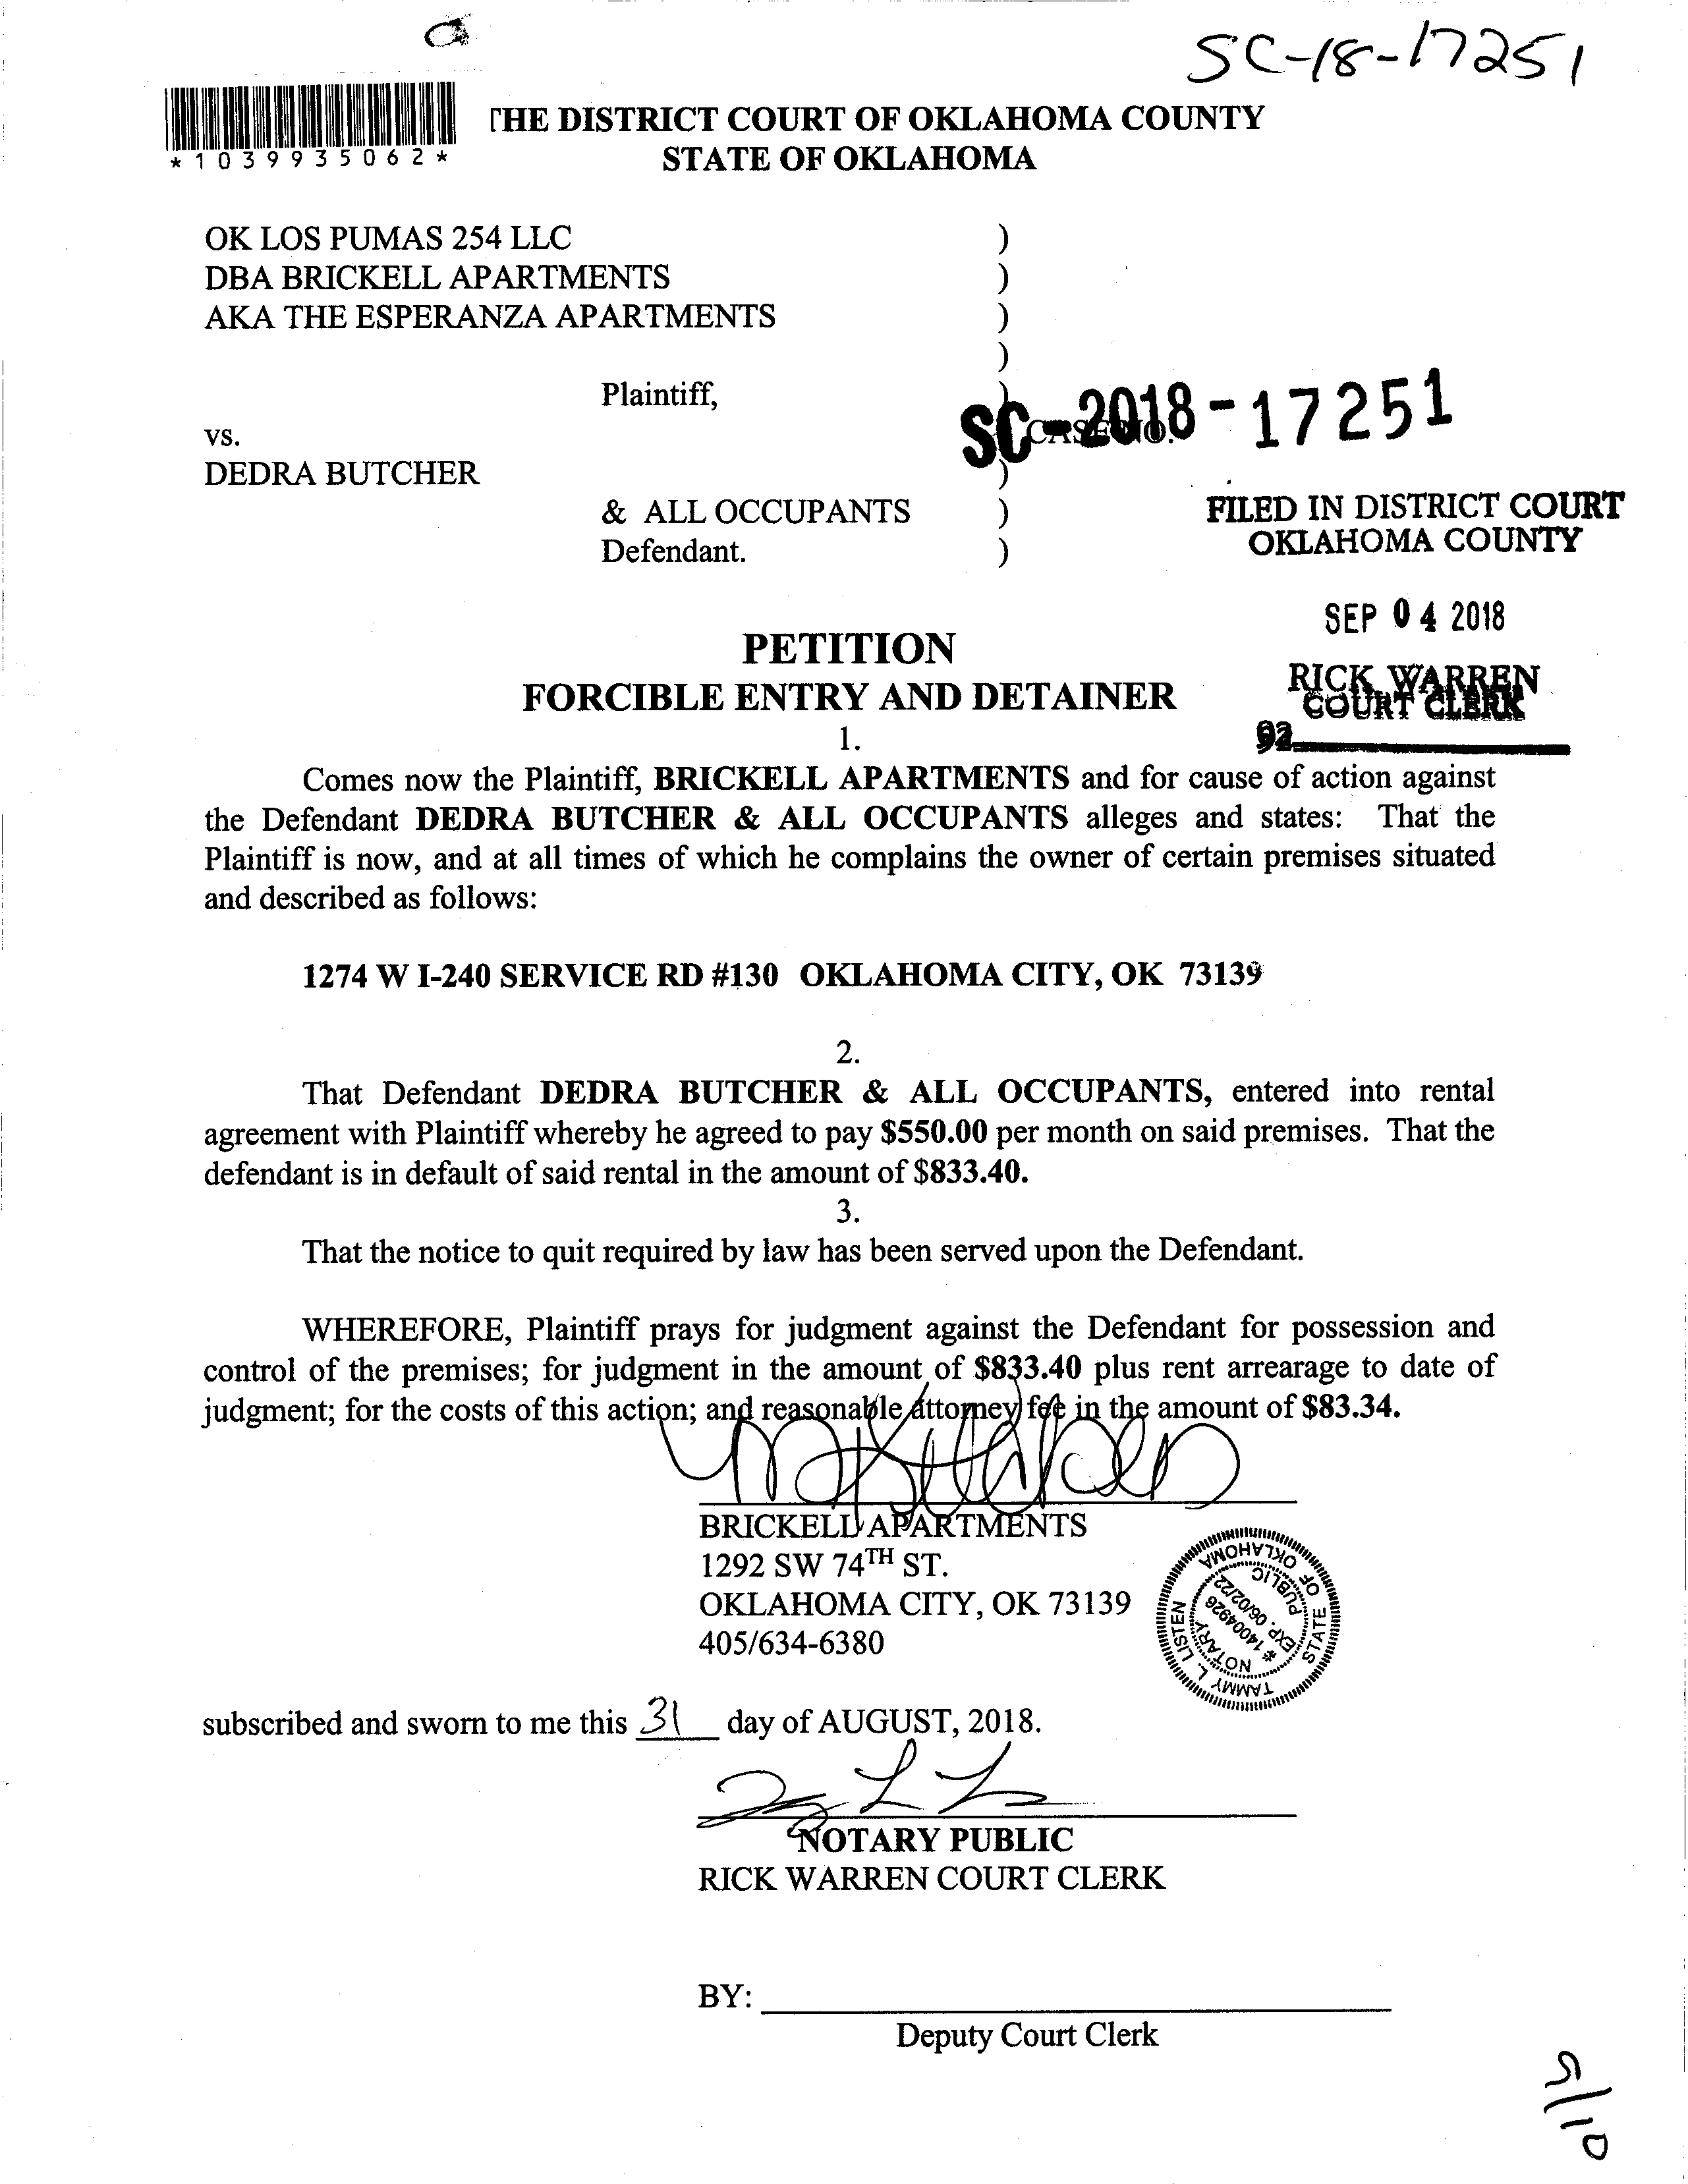 SC-18-17251
*1039935062*
THE DISTRICT COURT OF OKLAHOMA COUNTY
STATE OF OKLAHOMA
OK LOS PUMAS 254 LLC )
DBA BRICKELL APARTMENTS )
AKA THE ESPERANZA APARTMENTS )
)
Plaintiff, )
vs. CASE NO.
SC-2018-17251
DEDRA BUTCHER )
& ALL OCCUPANTS )
Defendant. )
FILED IN DISTRICT COURT
OKLAHOMA COUNTY
SEP 04 2018
RICK WARREN
COURT CLERK
92
PETITION
FORCIBLE ENTRY AND DETAINER
1.
Comes now the Plaintiff, BRICKELL APARTMENTS and for cause of action against
the Defendant DEDRA BUTCHER & ALL OCCUPANTS alleges and states: That the
Plaintiff is now, and at all times of which he complains the owner of certain premises situated
and described as follows:
1274 W I-240 SERVICE RD #130 OKLAHOMA CITY, OK 73139
2.
That Defendant DEDRA BUTCHER & ALL OCCUPANTS, entered into rental
agreement with Plaintiff whereby he agreed to pay $550.00 per month on said premises. That the
defendant is in default of said rental in the amount of $833.40.
3.
That the notice to quit required by law has been served upon the Defendant.
WHEREFORE, Plaintiff prays for judgment against the Defendant for possession and
control of the premises; for judgment in the amount of $833.40 plus rent arrearage to date of
judgment; for the costs of this action; and reasonable attorney fee in the amount of $83.34.
BRICKELL APARTMENTS
1292 SW 74TH ST.
OKLAHOMA CITY, OK 73139
405/634-6380
TAMMY L. LISTEN
STATE OF OKLAHOMA
NOTARY PUBLIC
# 14004926
EXP. 06/02/22
subscribed and sworn to me this 31 day of AUGUST, 2018.
NOTARY PUBLIC
RICK WARREN COURT CLERK
BY:
Deputy Court Clerk
5/10